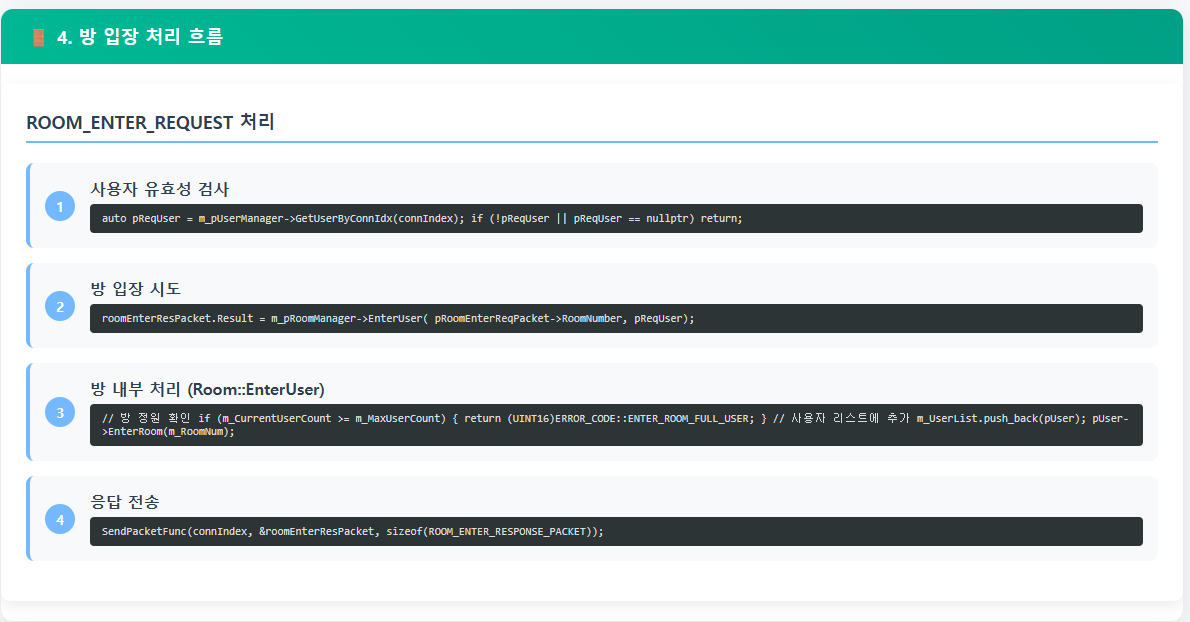 4. 방 입장 처리 흐름
ROOM_ENTER_REQUEST 처리
1
사용자 유효성 검사
auto pReqUser = m_pUserManager->GetUserByConnIdx(connIndex); if (!pReqUser || pReqUser == nullptr) return;
2
방 입장 시도
roomEnterResPacket.Result = m_pRoomManager->EnterUser( pRoomEnterReqPacket->RoomNumber, pReqUser);
3
방 내부 처리 (Room::EnterUser)
// 방 정원 확인 if (m_CurrentUserCount >= m_MaxUserCount) { return (UINT16)ERROR_CODE::ENTER_ROOM_FULL_USER; } // 사용자 리스트에 추가 m_UserList.push_back(pUser); pUser-
>EnterRoom(m_RoomNum);
4
응답 전송
SendPacketFunc(connIndex, &roomEnterResPacket, sizeof(ROOM_ENTER_RESPONSE_PACKET));